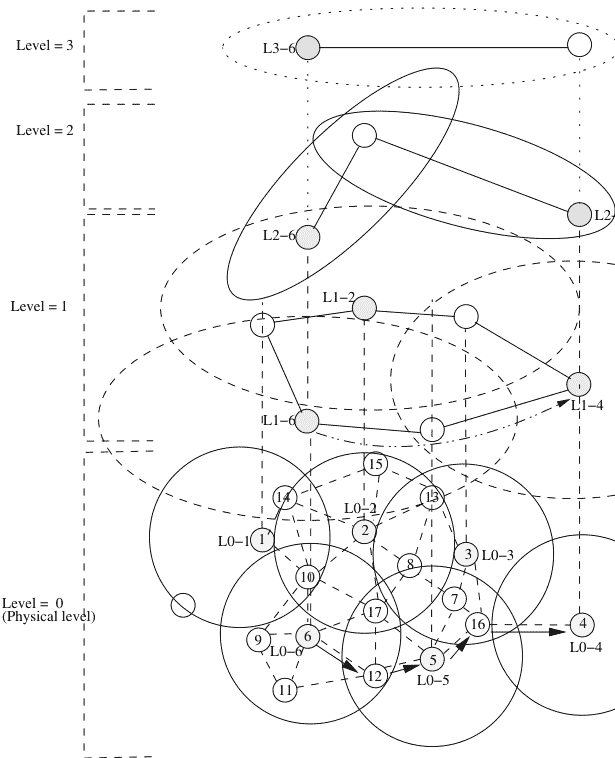 Level = 3
L3−6
Level = 2
L2−6
L2-
Level = 1
L1−2
L1−6
L1−4
15
14
13
L0−2
2
L0−1
1
3
L0−3
8
10
7
17
Level = 0
(Physical level)
16
4
9
6
L0−6
L0−4
5
12
L0−5
11